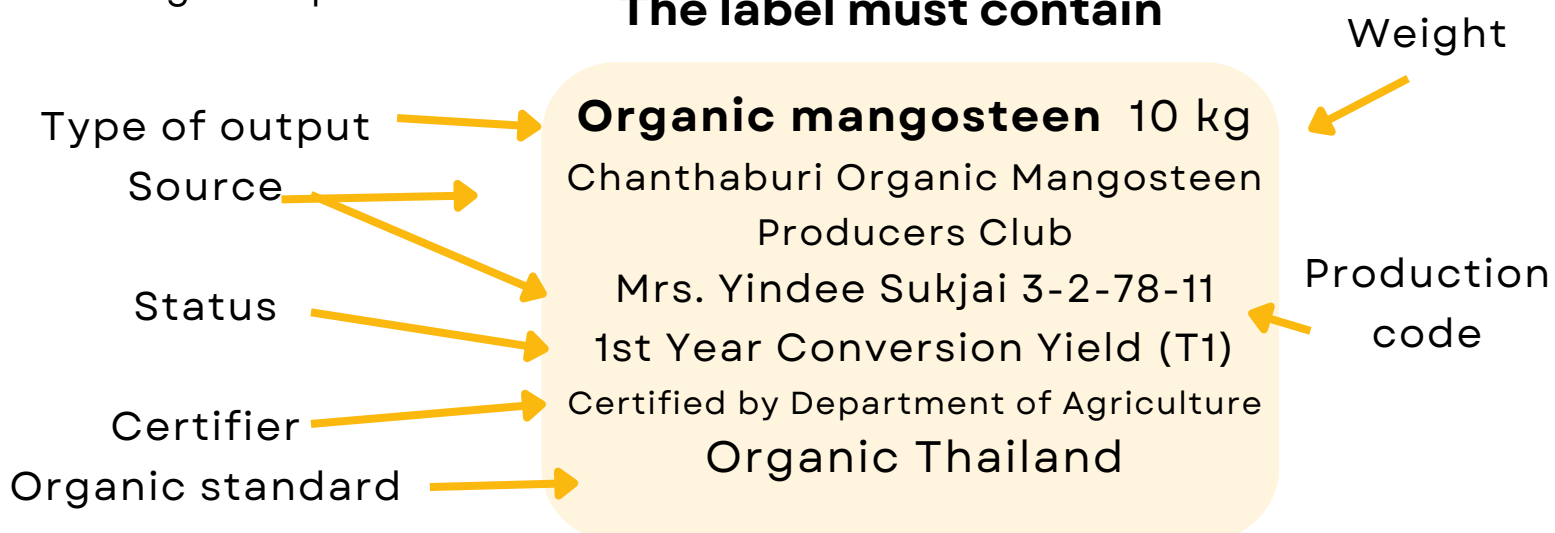 The label must contain
Weight
Type of output
Source
Status
Certifier
Organic standard
Organic mangosteen 10 kg
Chanthaburi Organic Mangosteen
Producers Club
Mrs. Yindee Sukjai 3-2-78-11
1st Year Conversion Yield (T1)
Certified by Department of Agriculture
Organic Thailand
Production
code